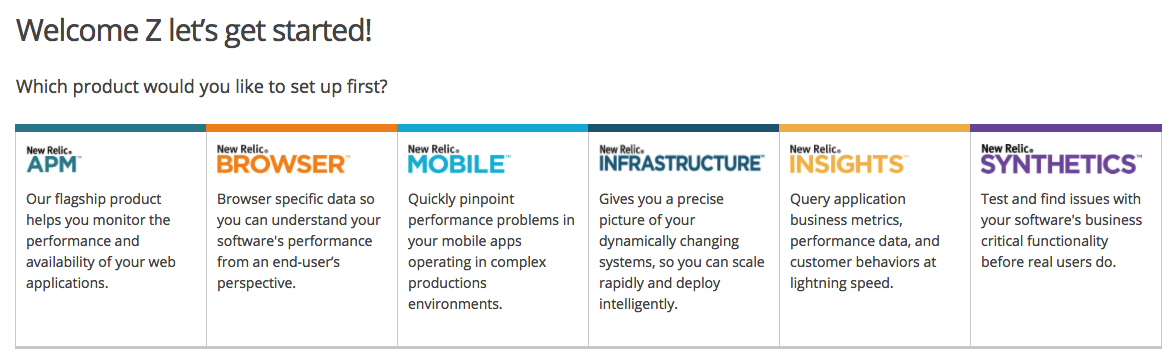 Welcome Z let's get started!
Which product would you like to set up first?
New Relic®
APM™
Our flagship product
helps you monitor the
performance and
availability of your web
applications.
New Relic®
BROWSER™
Browser specific data so
you can understand your
software's performance
from an end-user's
perspective.
New Relic®
MOBILE™
Quickly pinpoint
performance problems in
your mobile apps
operating in complex
productions
environments.
New Relic®
INFRASTRUCTURE™
Gives you a precise
picture of your
dynamically changing
systems, so you can scale
rapidly and deploy
intelligently.
New Relic®
INSIGHTS™
Query application
business metrics,
performance data, and
customer behaviors at
lightning speed.
New Relic®
SYNTHETICS™
Test and find issues with
your software's business
critical functionality
before real users do.